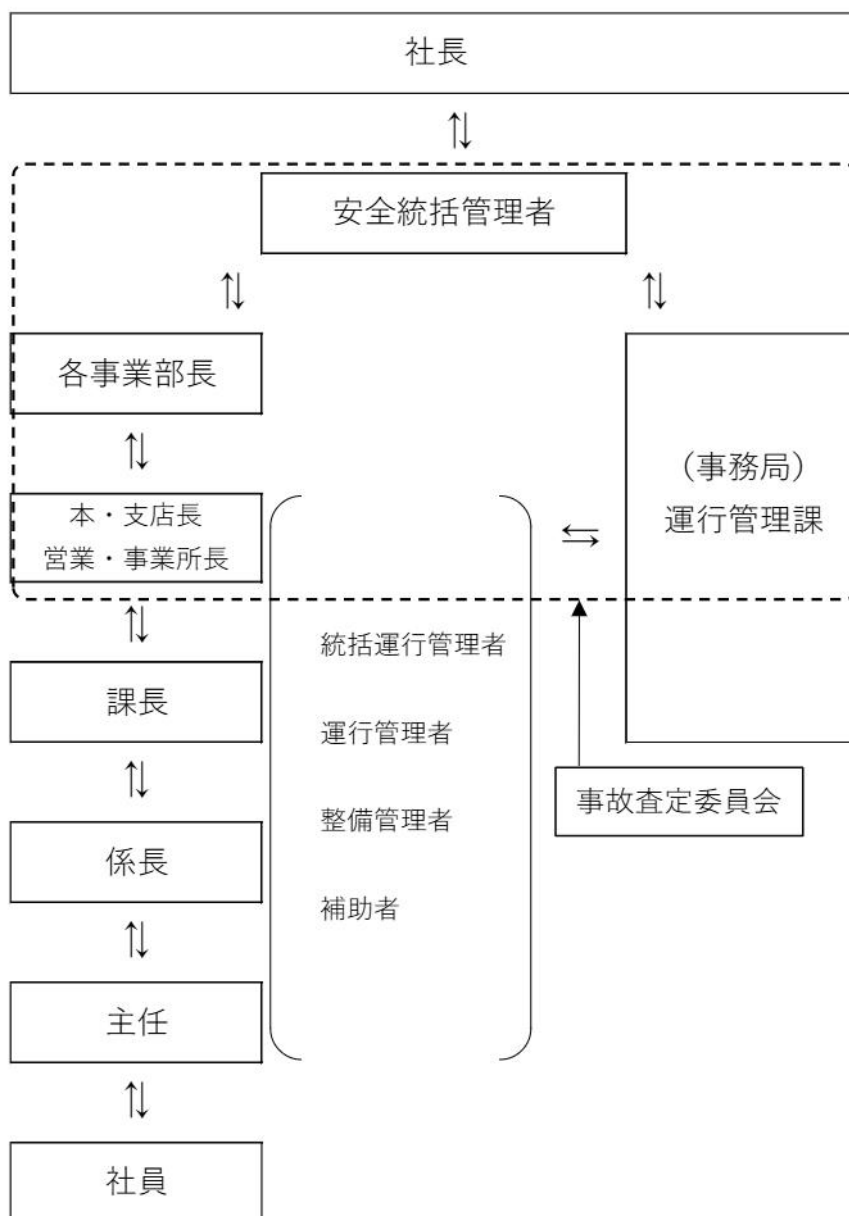 社長
⇅
安全統括管理者
⇅ ⇅
各事業部長
⇅
(事務局)
運行管理課
本・支店長
営業・事業所長
⇆
⇅
統括運行管理者
課長
運行管理者
⇅
事故査定委員会
整備管理者
係長
補助者
⇅
主任
⇅
社員